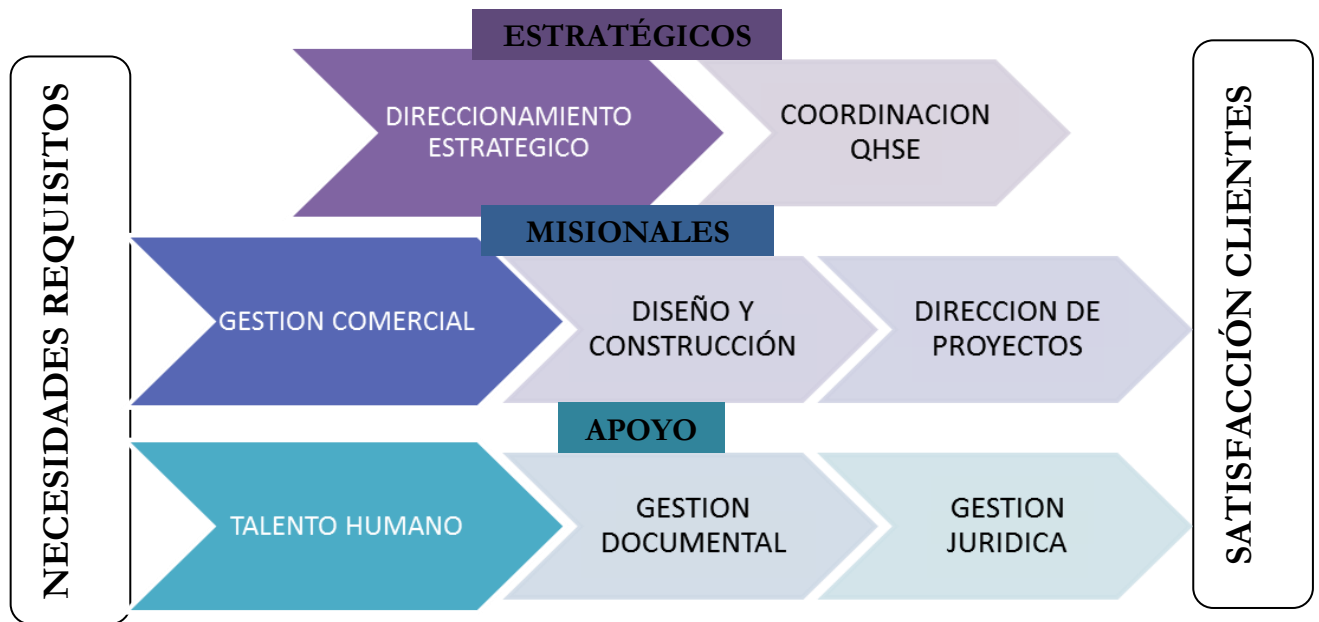 NECESIDADES REQUISITOS
ESTRATÉGICOS
DIRECCIONAMIENTO
ESTRATEGICO
COORDINACION
QHSE
MISIONALES
GESTION COMERCIAL
DISEÑO Y
CONSTRUCCIÓN
DIRECCION DE
PROYECTOS
APOYO
TALENTO HUMANO
GESTION
DOCUMENTAL
GESTION
JURIDICA
SATISFACCIÓN CLIENTES